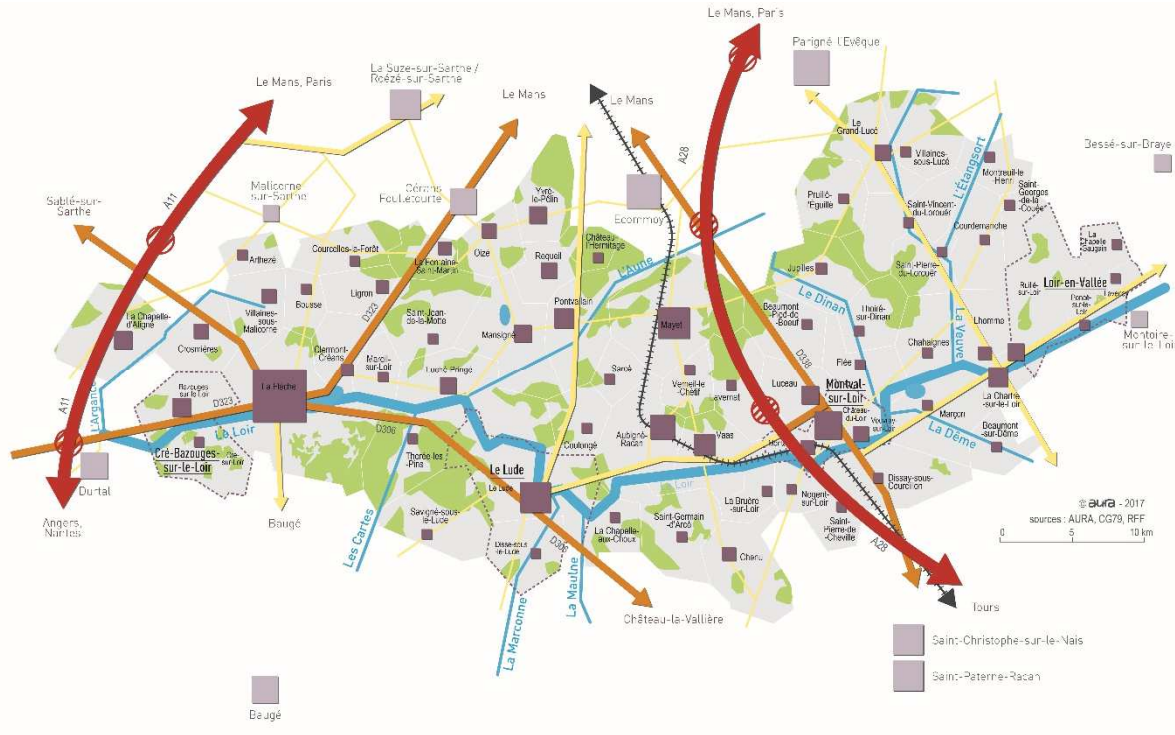 Le Mans, Paris
Parigné l'Evêque
La Suze-sur-Sarthe /
Roézé-sur-Sarthe
Le Mans, Paris
Le Mans
Le Mans
A28
A11
Le
Grand-Lucé
Villaines-
sous-Lucé
L'Étangsort
Bessé-sur-Braye
Montreuil-le
Henri
Saint-
Georges
de-la
Couée
Malicorne
sur-Sarthe
Sablé-sur-
Sarthe
Cérans
Foulletourte
Yvré-
le-Pôlin
Ecommoy
Pruillé-
l'Eguille
Saint-Vincent-
du-Lorouër
Courdemanche
La
Chapelle
Gaugain
Arthezé
Courcelles-la-Forêt
La Fontaine-
Saint-Martin
Oizé
Requeil
Château-
l'Hermitage
L'Aune
Jupilles
Saint-Pierre-
du-Lorouër
Ruillé-
sur-Loir
Loir-en-Vallée
Lavenay
Poncé-
sur-le-
Loir
Montoire-
sur-le-Loir
Bousse
Ligron
Villaines-
sous-
Malicorne
La Chapelle-
d'Aligné
Crosmières
Saint-Jean-
de-la-Motte
D323
Pontvallain
Mansigné
Mayet
Beaumont
-Pied-de-
Boeuf
Le Dinan
Thoiré-
sur-Dinan
La Veuve
Lhomme
Chahaignes
Clermont-
Créans
Mareil-
sur-Loir
Luché-Pringé
Sarcé
Verneil-le
Chétif
Lavernat
D338
Flée
Luceau
Montval-
sur-Loir
Château-
du-Loir
La Chartre
-sur-le-Loir
Marçon
La Dême
Beaumont
-sur-Dême
A11
L'Argance
D323
Bazouges
sur-le-Loir
La Flèche
Le Loir
Cré-
sur-Loir
Cré-Bazouges-
sur-le-Loir
D306
Thorée-les
-Pins
Coulongé
Aubigné-
Racan
Vaas
Loir
Dissay-sous-
Courcillon
Durtal
Angers,
Nantes
Baugé
Le Lude
Le Lude
Savigné-sous-
le-Lude
Les Cartes
Dissé-sous
-le-Lude
D306
La Chapelle-
aux-Choux
Saint-Germain
-d'Arcé
La Bruère
-sur-Loir
Nogent-
sur-Loir
Saint-
Pierre-de-
Chevillé
Chenu
La Marconne
La Maulne
Château-la-Vallière
A28
Tours
© aura - 2017
sources : AURA, CG79, RFF
0 5 10 km
Saint-Christophe-sur-le-Nais
Saint-Paterne-Racan
Baugé